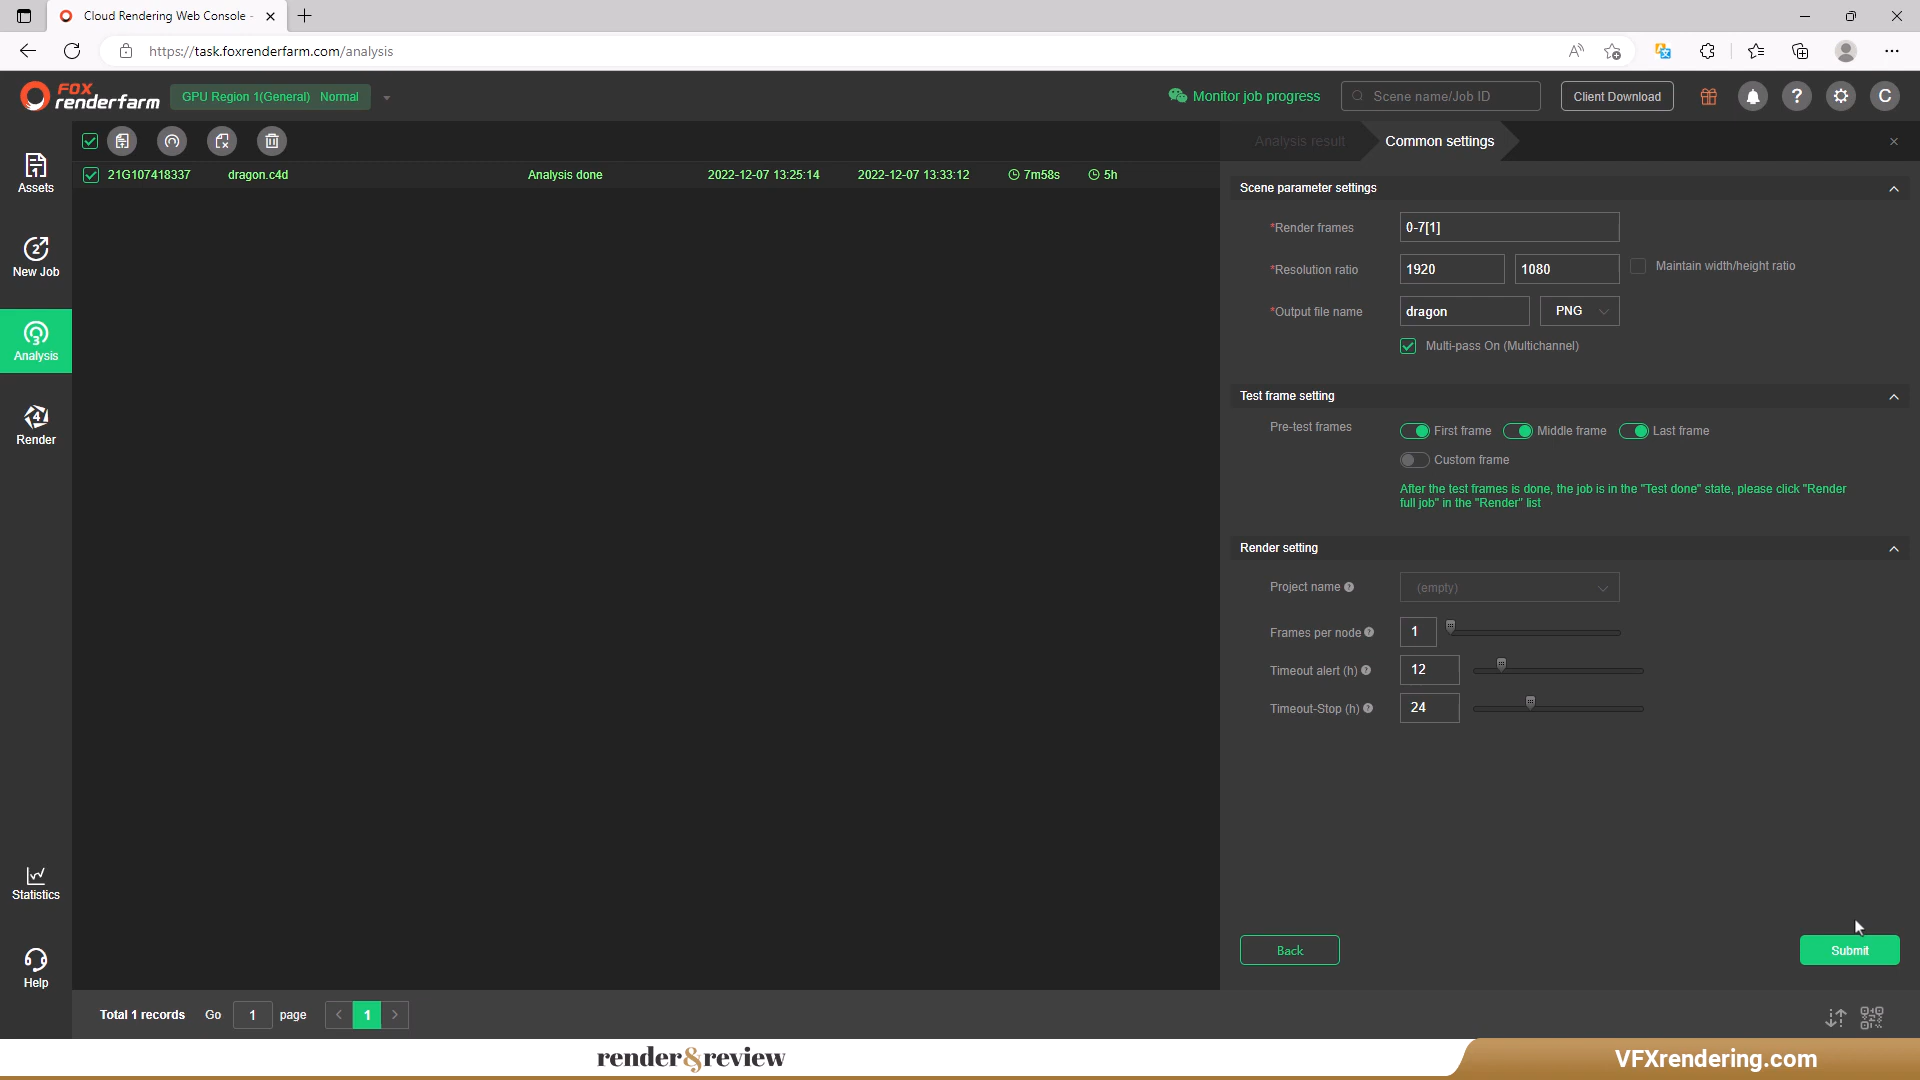 Cloud Rendering Web Console -
https://task.foxrenderfarm.com/analysis
FOX
renderfarm
GPU Region 1(General) Normal
Monitor job progress
Scene name/Job ID
Client Download
?
C
Assets
2
New Job
3
Analysis
4
Render
Statistics
Help
21G107418337 dragon.c4d Analysis done 2022-12-07 13:25:14 2022-12-07 13:33:12 7m58s 5h
Analysis result
Common settings
Scene parameter settings
*Render frames 0-7[1]
*Resolution ratio 1920 1080 Maintain width/height ratio
*Output file name dragon PNG
Multi-pass On (Multichannel)
Test frame setting
Pre-test frames First frame Middle frame Last frame
Custom frame
After the test frames is done, the job is in the "Test done" state, please click "Render
full job" in the "Render" list
Render setting
Project name (empty)
Frames per node 1
Timeout alert (h) 12
Timeout-Stop (h) 24
Back
Submit
Total 1 records Go 1 page < 1 >
render&review
VFXrendering.com